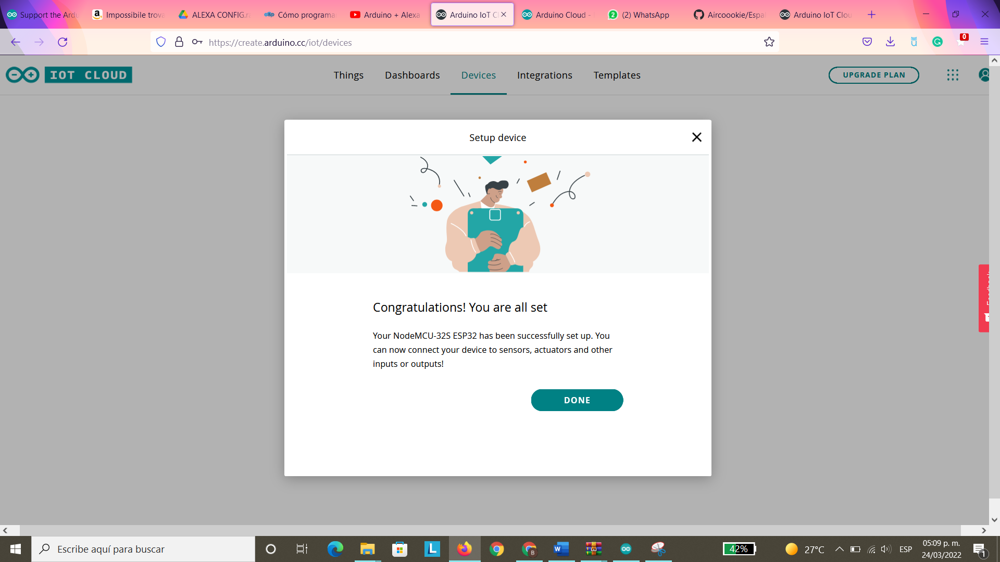 Support the Ardu
Impossibile trova
ALEXA CONFIG.ra
Cómo programa
Arduino + Alexa
Arduino IoT Cl
Arduino Cloud -
(2) WhatsApp
Aircoookie/Espa
Arduino IoT Clou
https://create.arduino.cc/iot/devices
0
IOT CLOUD
Things
Dashboards
Devices
Integrations
Templates
UPGRADE PLAN
Setup device
Congratulations! You are all set
Your NodeMCU-32S ESP32 has been successfully set up. You
can now connect your device to sensors, actuators and other
inputs or outputs!
DONE
Escribe aquí para buscar
42%
27°C
ESP
05:09 p. m.
24/03/2022
1